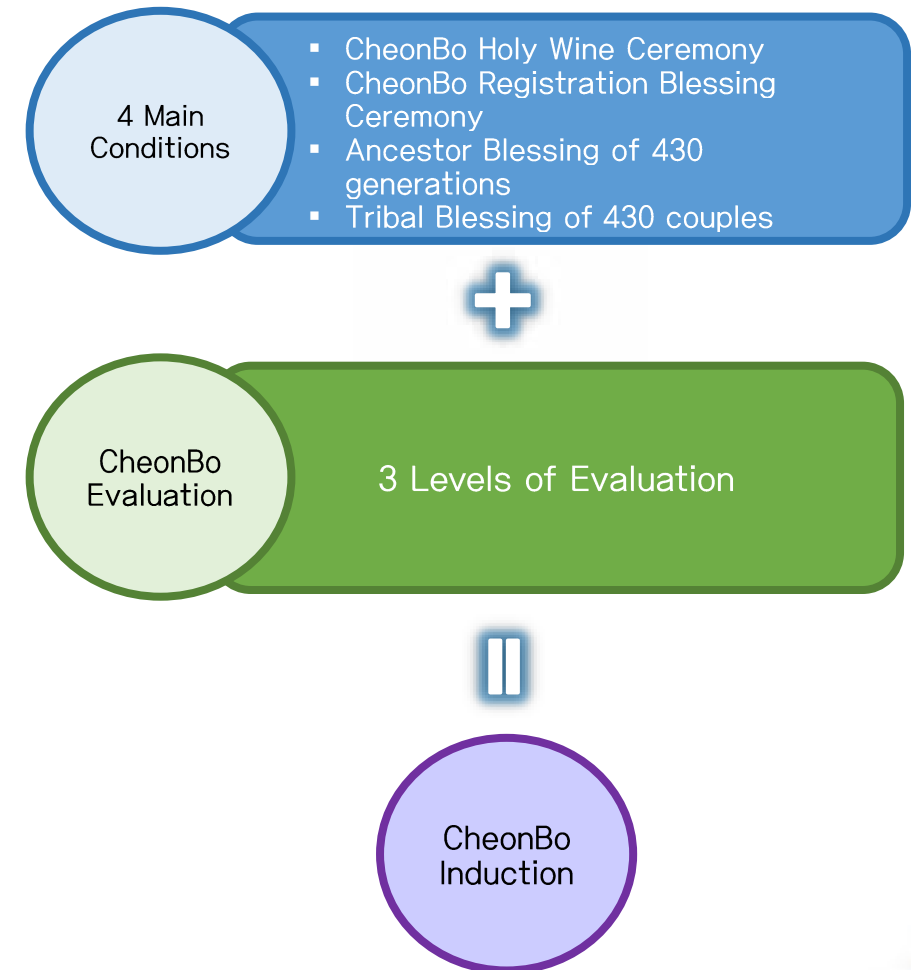 4 Main
Conditions
▪ CheonBo Holy Wine Ceremony
▪ CheonBo Registration Blessing
Ceremony
▪ Ancestor Blessing of 430
generations
▪ Tribal Blessing of 430 couples
CheonBo
Evaluation
3 Levels of Evaluation
CheonBo
Induction